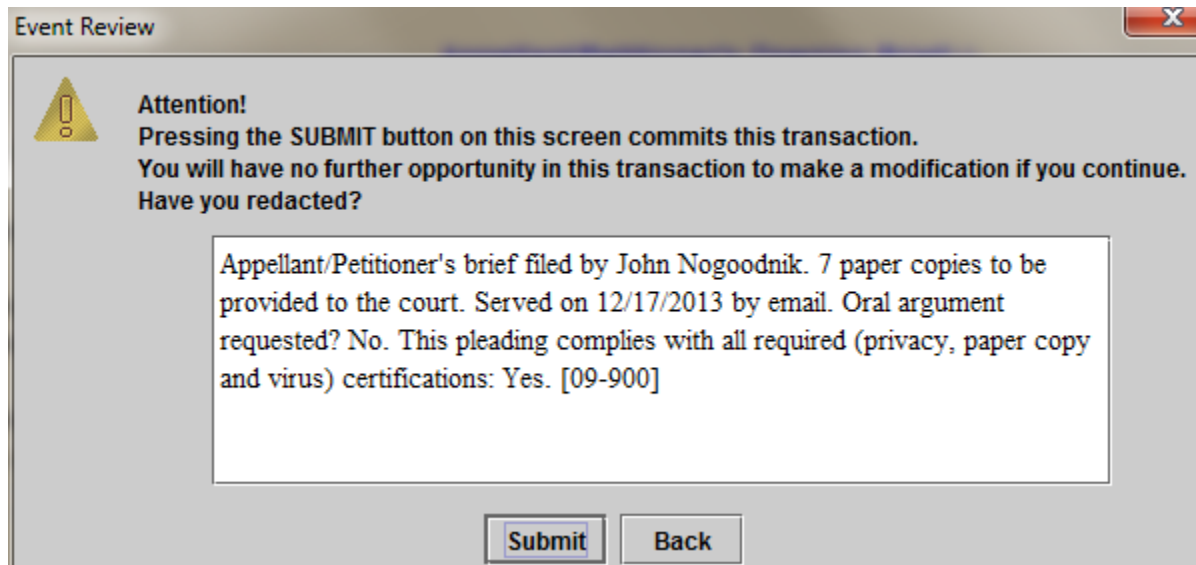 Event Review
Attention!
Pressing the SUBMIT button on this screen commits this transaction.
You will have no further opportunity in this transaction to make a modification if you continue.
Have you redacted?
Appellant/Petitioner's brief filed by John Nogoodnik. 7 paper copies to be
provided to the court. Served on 12/17/2013 by email. Oral argument
requested? No. This pleading complies with all required (privacy, paper copy
and virus) certifications: Yes. [09-900]
Submit Back